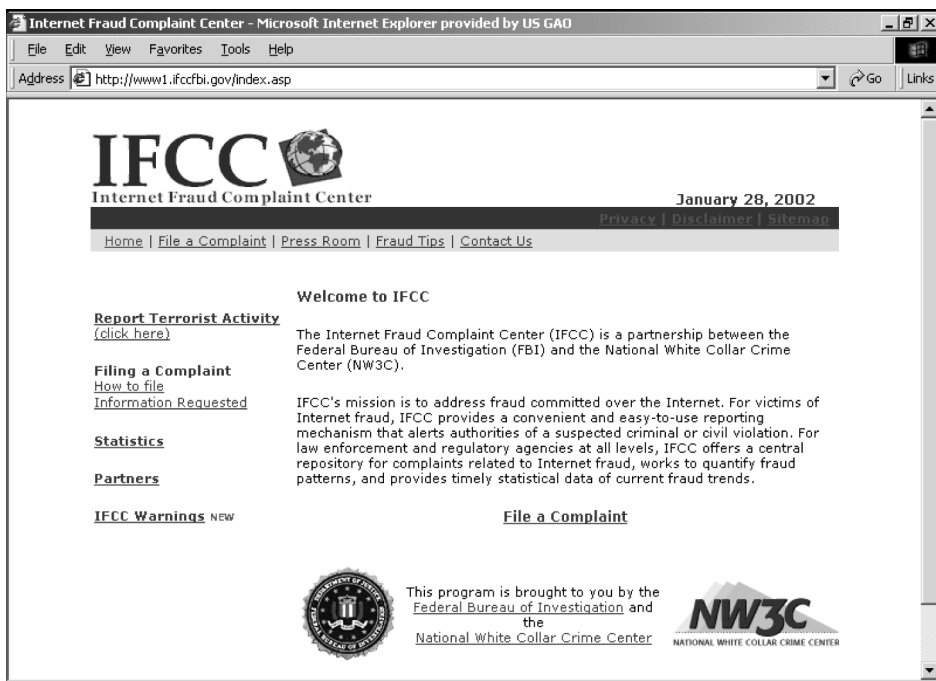 Internet Fraud Complaint Center - Microsoft Internet Explorer provided by US GAO
File Edit View Favorites Tools Help
Address http://www1.ifccfbi.gov/index.asp Go Links
IFCC
Internet Fraud Complaint Center
January 28, 2002
Privacy | Disclaimer | Sitemap
Home | File a Complaint | Press Room | Fraud Tips | Contact Us
Report Terrorist Activity
(click here)
Filing a Complaint
How to file
Information Requested
Statistics
Partners
IFCC Warnings NEW
Welcome to IFCC
The Internet Fraud Complaint Center (IFCC) is a partnership between the
Federal Bureau of Investigation (FBI) and the National White Collar Crime
Center (NW3C).
IFCC's mission is to address fraud committed over the Internet. For victims of
Internet fraud, IFCC provides a convenient and easy-to-use reporting
mechanism that alerts authorities of a suspected criminal or civil violation. For
law enforcement and regulatory agencies at all levels, IFCC offers a central
repository for complaints related to Internet fraud, works to quantify fraud
patterns, and provides timely statistical data of current fraud trends.
File a Complaint
This program is brought to you by the
Federal Bureau of Investigation and
the
National White Collar Crime Center
NW3C
NATIONAL WHITE COLLAR CRIME CENTER